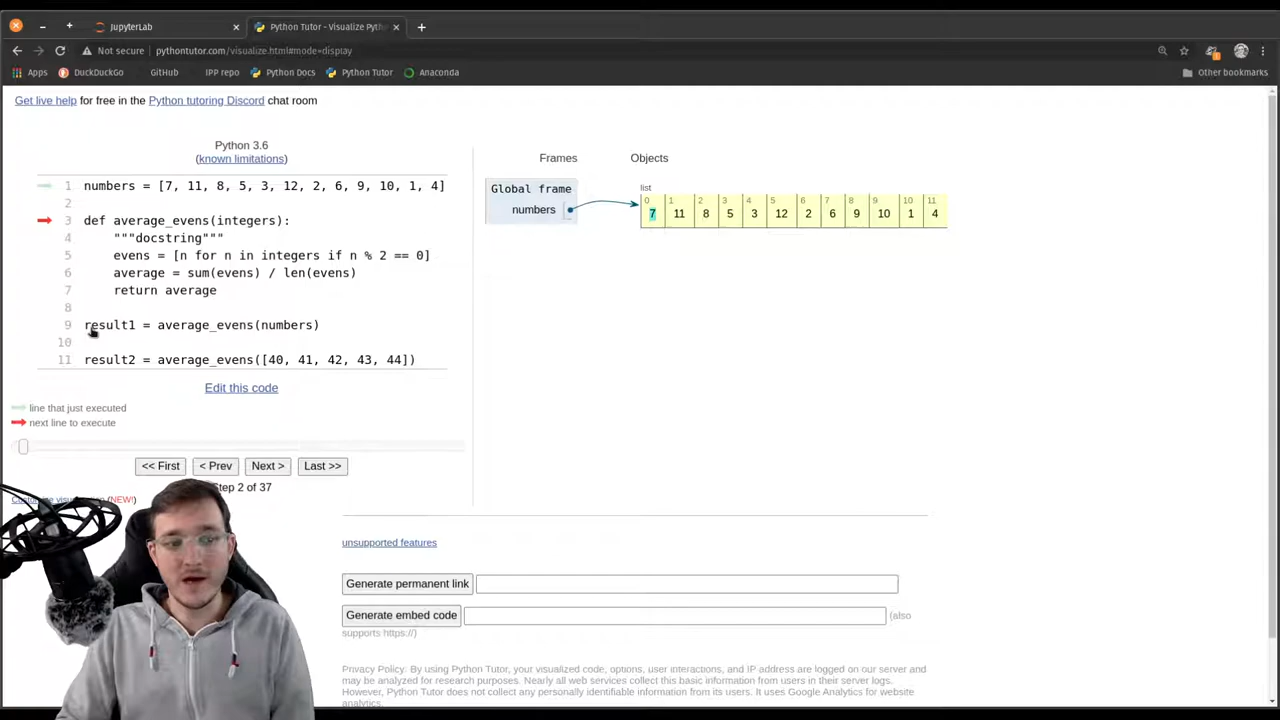 JupyterLab
Python Tutor - Visualize Pyth
Not secure
pythontutor.com/visualize.html#mode=display
Apps
DuckDuckGo
GitHub
IPP repo
Python Docs
Python Tutor
Anaconda
Other bookmarks
Get live help for free in the Python tutoring Discord chat room
Python 3.6
(known limitations)
1 numbers = [7, 11, 8, 5, 3, 12, 2, 6, 9, 10, 1, 4]
2
3 def average_evens(integers):
4 """docstring"""
5 evens = [n for n in integers if n % 2 == 0]
6 average = sum(evens) / len(evens)
7 return average
8
9 result1 = average_evens(numbers)
10
11 result2 = average_evens([40, 41, 42, 43, 44])
Edit this code
line that just executed
next line to execute
<< First
< Prev
Next >
Last >>
Step 2 of 37
(NEW!)
Frames
Objects
Global frame
numbers
list
0 1 2 3 4 5 6 7 8 9 10 11
7 11 8 5 3 12 2 6 9 10 1 4
unsupported features
Generate permanent link
Generate embed code
(also
supports https://)
Privacy Policy: By using Python Tutor, your visualized code, options, user interactions, and IP address are logged on our server and
may be analyzed for research purposes. Nearly all web services collect this basic information from users in their server logs.
However, Python Tutor does not collect any personally identifiable information from its users. It uses Google Analytics for website
analytics.